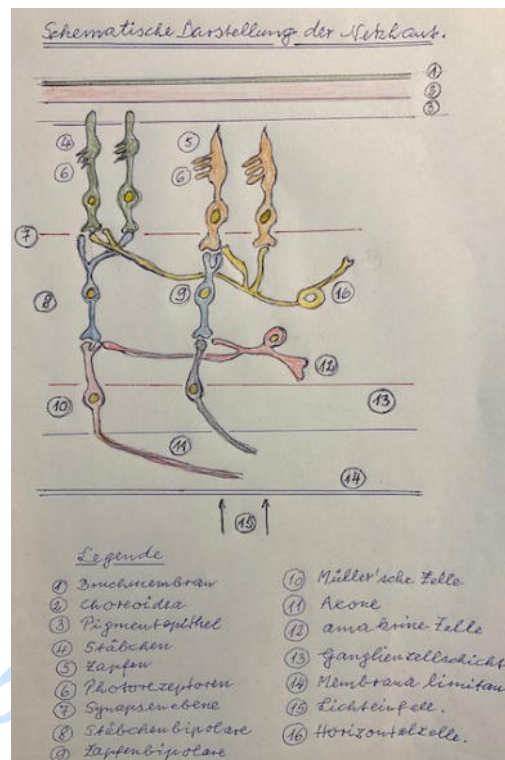 Schematische Darstellung der Netzhaut.
1
2
3
4
5
6
6
7
8
9
16
12
10
13
11
14
15
Legende
1 Bruchmembran
2 Choreoidea
3 Pigmentepithel
4 Stäbchen
5 Zapfen
6 Photorezeptoren
7 Synapsenebene
8 Stäbchenbipolare
9 Zapfenbipolare
10 Müller'sche Zelle
11 Axone
12 amakrine Zelle
13 Ganglienzellschicht
14 Membrana limitan
15 Lichteinfall.
16 Horizontalzelle.